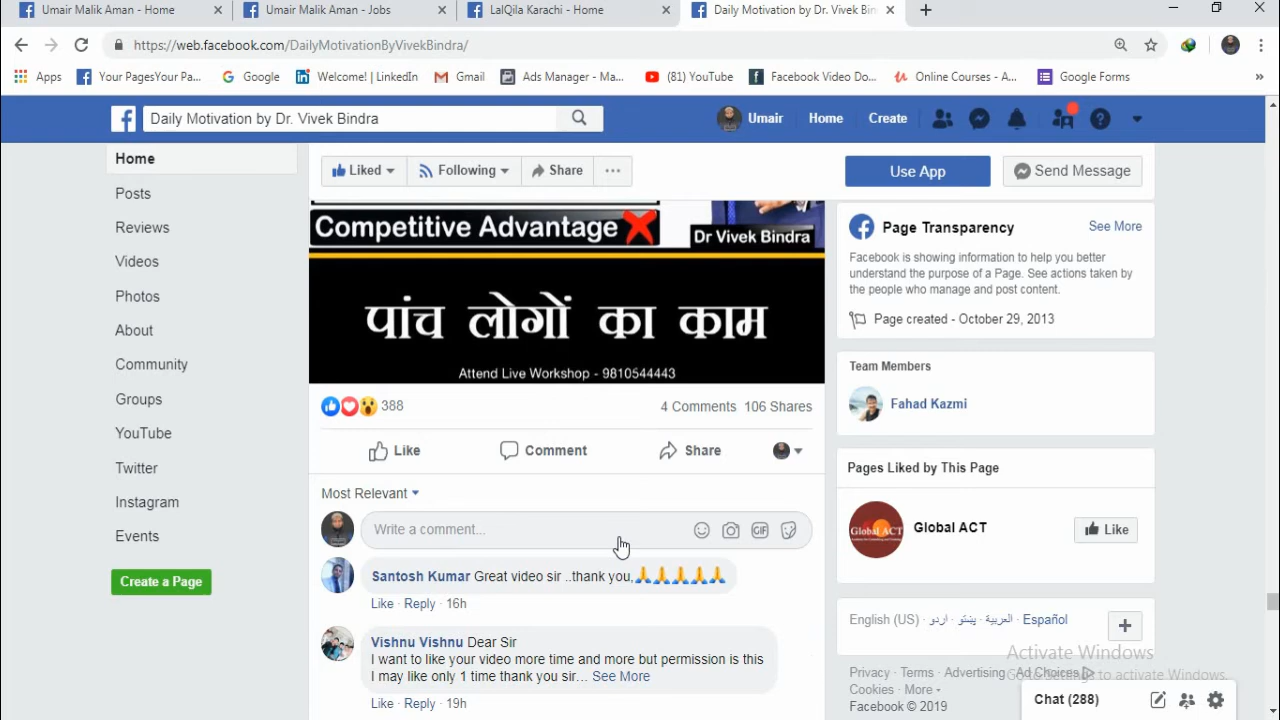 Umair Malik Aman - Home
Umair Malik Aman - Jobs
LalQila Karachi - Home
Daily Motivation by Dr. Vivek Bin
https://web.facebook.com/DailyMotivationByVivekBindra/
Apps
Your PagesYour Pa...
Google
Welcome! | LinkedIn
Gmail
Ads Manager - Ma...
(81) YouTube
Facebook Video Do...
Online Courses - A...
Google Forms
Daily Motivation by Dr. Vivek Bindra
Umair
Home
Create
Home
Posts
Reviews
Videos
Photos
About
Community
Groups
YouTube
Twitter
Instagram
Events
Create a Page
Liked
Following
Share
Use App
Send Message
Competitive Advantage
Dr Vivek Bindra
पांच लोगों का काम
Attend Live Workshop - 9810544443
388
4 Comments 106 Shares
Like
Comment
Share
Most Relevant
Write a comment...
GIF
Santosh Kumar Great video sir ..thank you,🙏🙏🙏🙏🙏
Like · Reply · 16h
Vishnu Vishnu Dear Sir
I want to like your video more time and more but permission is this
I may like only 1 time thank you sir... See More
Like · Reply · 19h
Page Transparency
See More
Facebook is showing information to help you better
understand the purpose of a Page. See actions taken by
the people who manage and post content.
Page created - October 29, 2013
Team Members
Fahad Kazmi
Pages Liked by This Page
Global ACT
Global ACT
Like
English (US) · اردو · پښتو · العربية · Español
Privacy · Terms · Advertising · Ad Choices
Cookies · More
Facebook © 2019
Activate Windows
Go to Settings to activate Windows.
Chat (288)